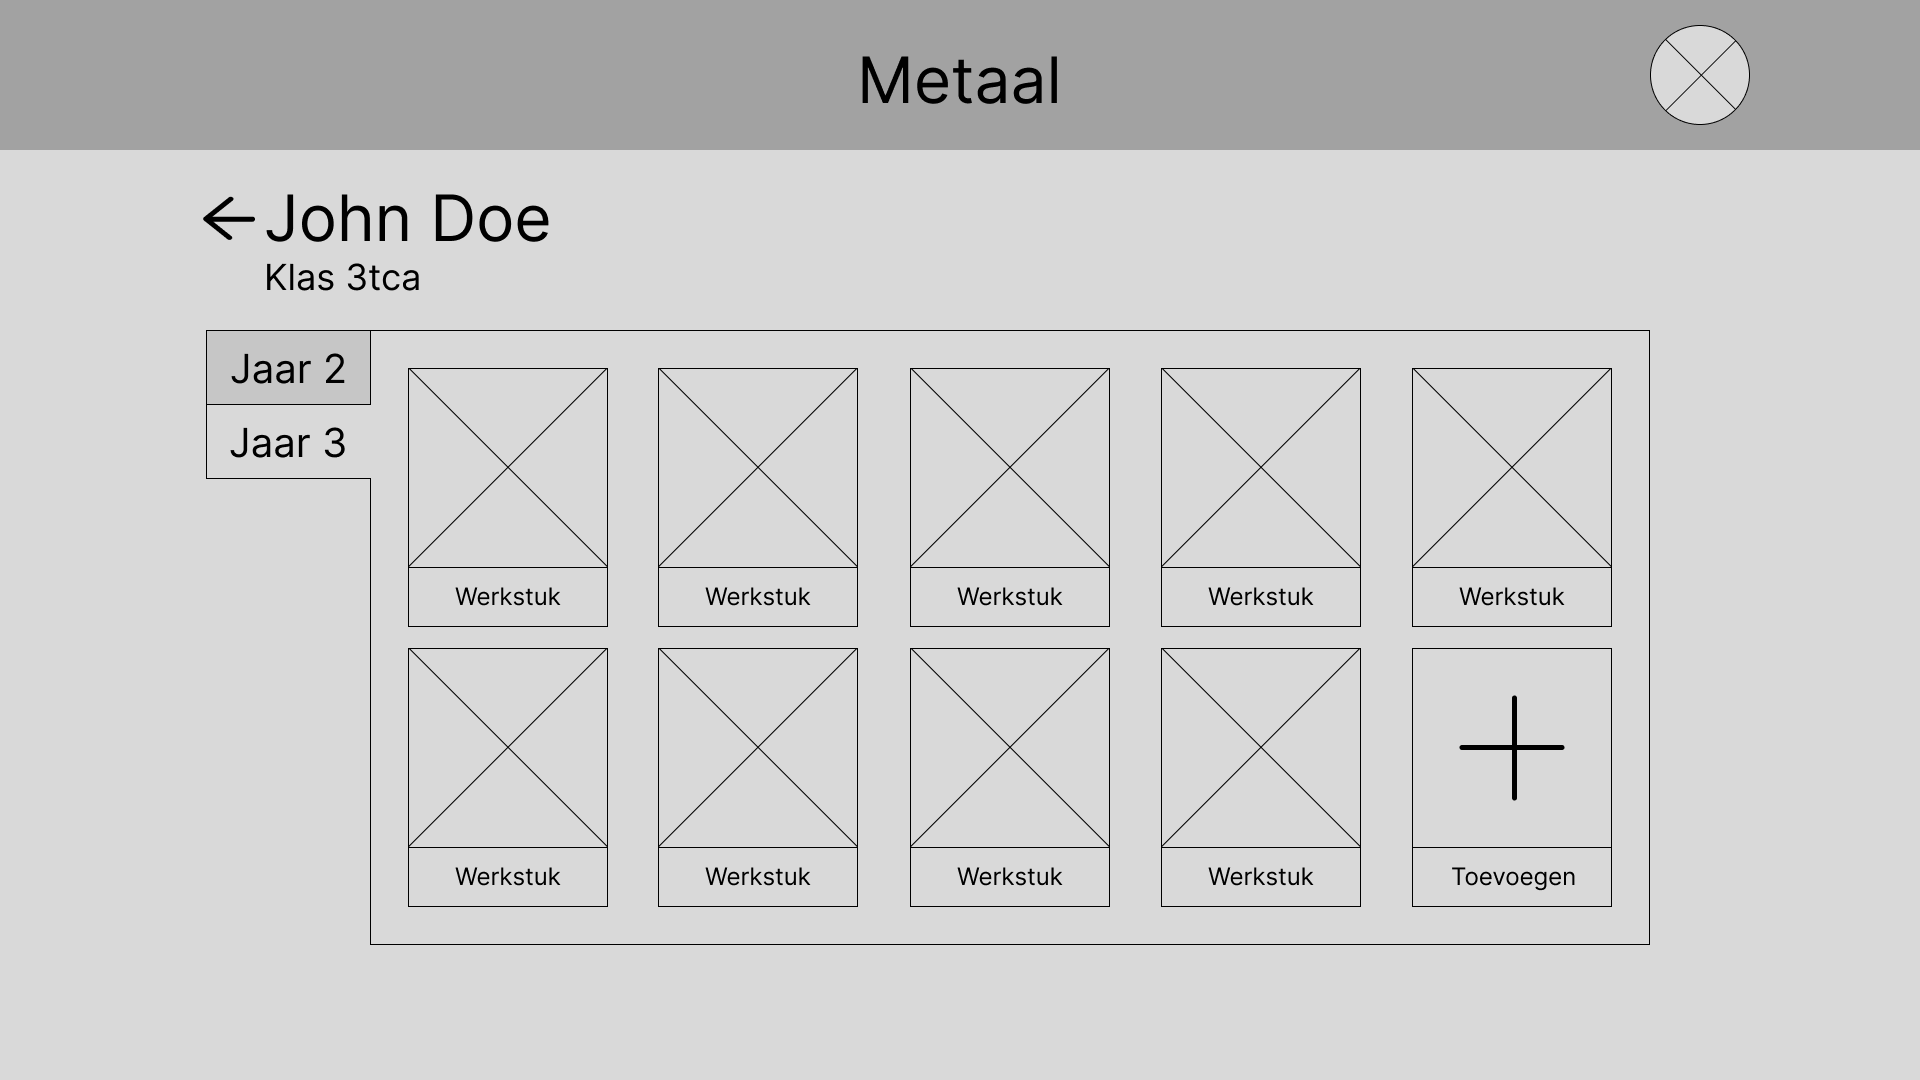 Metaal
John Doe
Klas 3tca
Jaar 2
Jaar 3
Werkstuk
Werkstuk
Werkstuk
Werkstuk
Werkstuk
Werkstuk
Werkstuk
Werkstuk
Werkstuk
Toevoegen